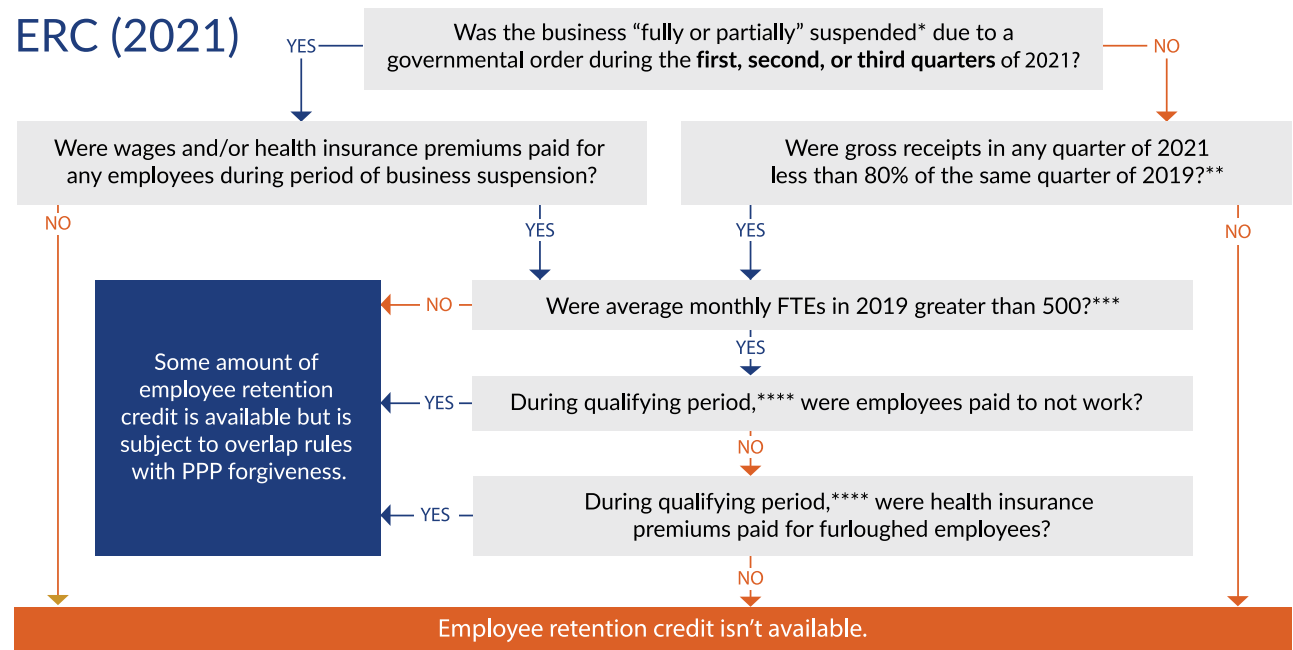 ERC (2021)
YES
Was the business “fully or partially” suspended* due to a
governmental order during the first, second, or third quarters of 2021?
NO
Were wages and/or health insurance premiums paid for
any employees during period of business suspension?
Were gross receipts in any quarter of 2021
less than 80% of the same quarter of 2019?**
NO
YES
YES
NO
NO
Were average monthly FTEs in 2019 greater than 500?***
YES
Some amount of
employee retention
credit is available but is
subject to overlap rules
with PPP forgiveness.
YES
During qualifying period,**** were employees paid to not work?
NO
YES
During qualifying period,**** were health insurance
premiums paid for furloughed employees?
NO
Employee retention credit isn’t available.